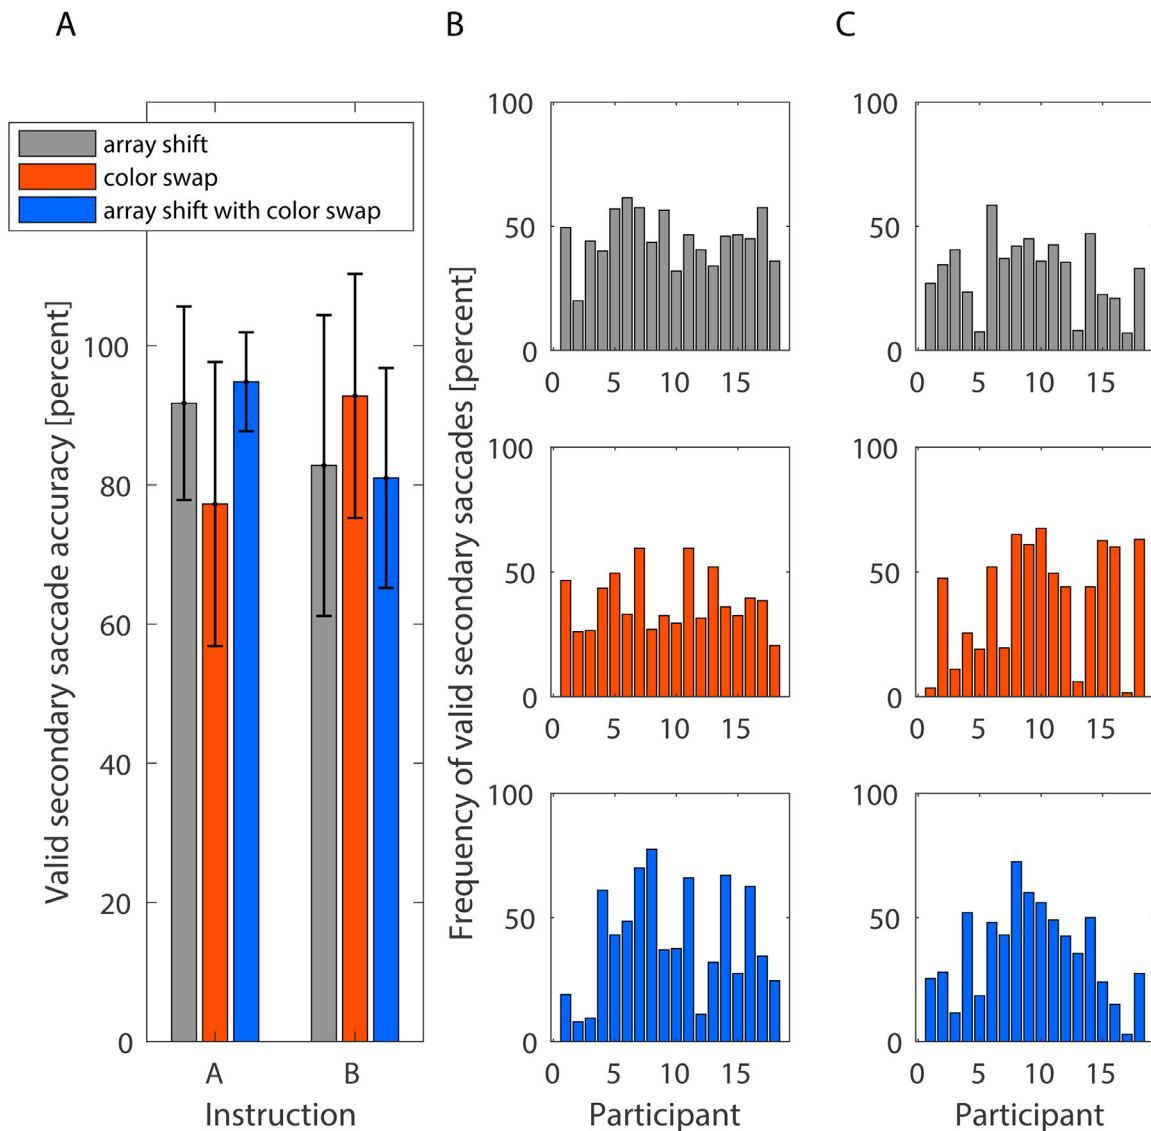 A
B
C
array shift
color swap
array shift with color swap
Valid secondary saccade accuracy [percent]
100
80
60
40
20
0
A B
Instruction
Frequency of valid secondary saccades [percent]
100
50
0
0 5 10 15
100
50
0
0 5 10 15
100
50
0
0 5 10 15
Participant
100
50
0
0 5 10 15
100
50
0
0 5 10 15
100
50
0
0 5 10 15
Participant